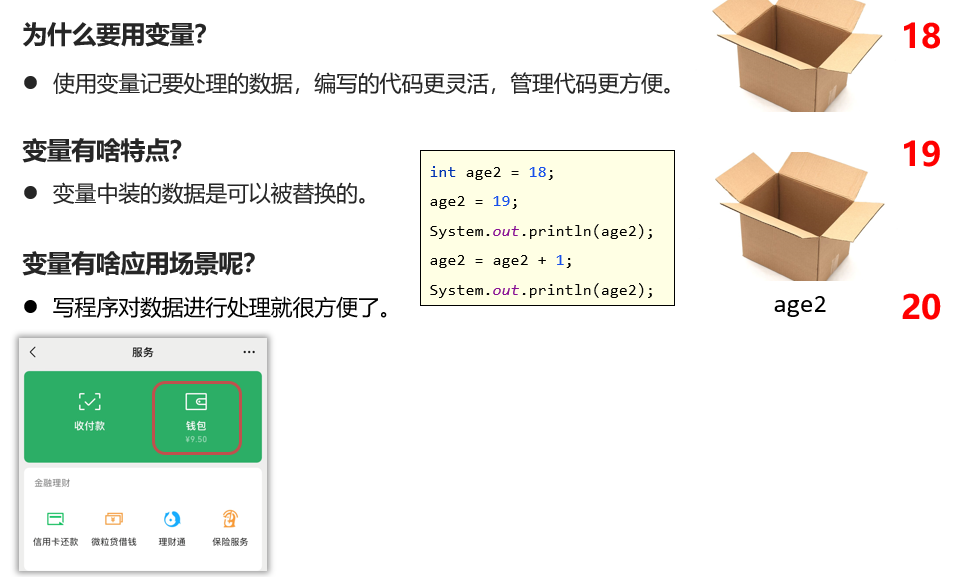 为什么要用变量?
18
● 使用变量记要处理的数据，编写的代码更灵活，管理代码更方便。
变量有啥特点?
19
● 变量中装的数据是可以被替换的。
int age2 = 18;
age2 = 19;
System.out.println(age2);
age2 = age2 + 1;
System.out.println(age2);
变量有啥应用场景呢?
● 写程序对数据进行处理就很方便了。
age2
20
服务
收付款
钱包
¥9.50
金融理财
信用卡还款 微粒贷借钱 理财通 保险服务